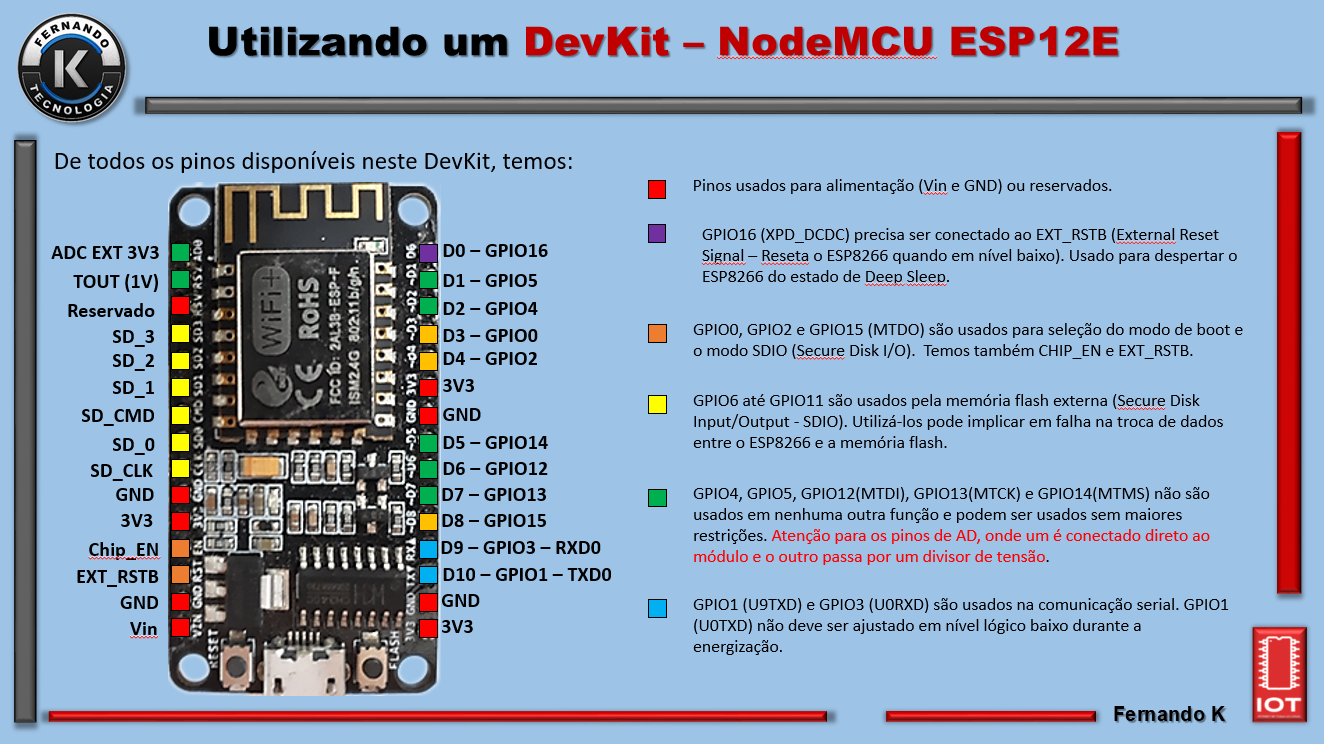 FERNANDO
K
TECNOLOGIA
Utilizando um DevKit – NodeMCU ESP12E
De todos os pinos disponíveis neste DevKit, temos:
ADC EXT 3V3
TOUT (1V)
Reservado
SD_3
SD_2
SD_1
SD_CMD
SD_0
SD_CLK
GND
3V3
Chip_EN
EXT_RSTB
GND
Vin
WiFi+
CE RoHS
FCC ID: 2AL3B-ESP-F
ISM2.4G 802.11b/g/n
RESET
FLASH
D0 – GPIO16
D1 – GPIO5
D2 – GPIO4
D3 – GPIO0
D4 – GPIO2
3V3
GND
D5 – GPIO14
D6 – GPIO12
D7 – GPIO13
D8 – GPIO15
D9 – GPIO3 – RXD0
D10 – GPIO1 – TXD0
GND
3V3
Pinos usados para alimentação (Vin e GND) ou reservados.
GPIO16 (XPD_DCDC) precisa ser conectado ao EXT_RSTB (External Reset
Signal – Reseta o ESP8266 quando em nível baixo). Usado para despertar o
ESP8266 do estado de Deep Sleep.
GPIO0, GPIO2 e GPIO15 (MTDO) são usados para seleção do modo de boot e
o modo SDIO (Secure Disk I/O). Temos também CHIP_EN e EXT_RSTB.
GPIO6 até GPIO11 são usados pela memória flash externa (Secure Disk
Input/Output - SDIO). Utilizá-los pode implicar em falha na troca de dados
entre o ESP8266 e a memória flash.
GPIO4, GPIO5, GPIO12(MTDI), GPIO13(MTCK) e GPIO14(MTMS) não são
usados em nenhuma outra função e podem ser usados sem maiores
restrições. Atenção para os pinos de AD, onde um é conectado direto ao
módulo e o outro passa por um divisor de tensão.
GPIO1 (U9TXD) e GPIO3 (U0RXD) são usados na comunicação serial. GPIO1
(U0TXD) não deve ser ajustado em nível lógico baixo durante a
energização.
Fernando K
IOT